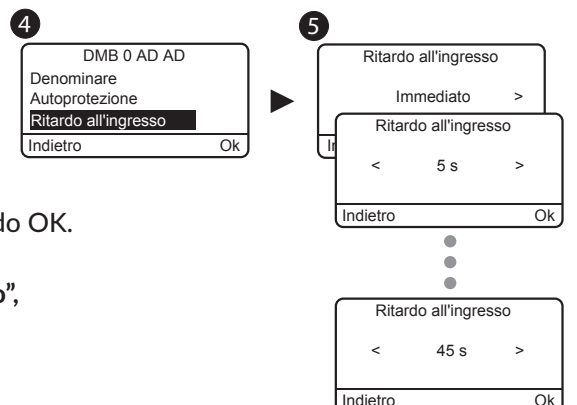 4
DMB 0 AD AD
Denominare
Autoprotezione
Ritardo all'ingresso
Indietro Ok
5
Ritardo all'ingresso
Immediato >
Ritardo all'ingresso
< 5 s >
Indietro Ok
do OK.
o”,
Ritardo all'ingresso
< 45 s >
Indietro Ok